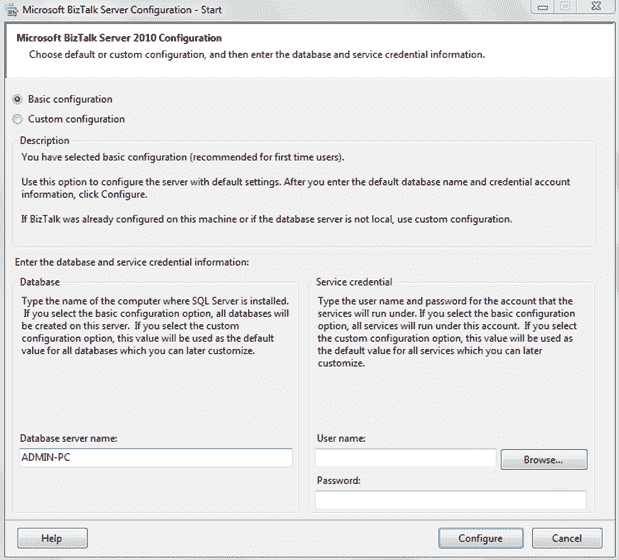 Microsoft BizTalk Server Configuration - Start
Microsoft BizTalk Server 2010 Configuration
Choose default or custom configuration, and then enter the database and service credential information.
Basic configuration
Custom configuration
Description
You have selected basic configuration (recommended for first time users).
Use this option to configure the server with default settings. After you enter the default database name and credential account
information, click Configure.
If BizTalk was already configured on this machine or if the database server is not local, use custom configuration.
Enter the database and service credential information:
Database
Type the name of the computer where SQL Server is installed.
If you select the basic configuration option, all databases will
be created on this server. If you select the custom
configuration option, this value will be used as the default
value for all databases which you can later customize.
Database server name:
ADMIN-PC
Service credential
Type the user name and password for the account that the
services will run under. If you select the basic configuration
option, all services will run under this account. If you select
the custom configuration option, this value will be used as
the default value for all services which you can later
customize.
User name:
Browse...
Password:
Help
Configure
Cancel